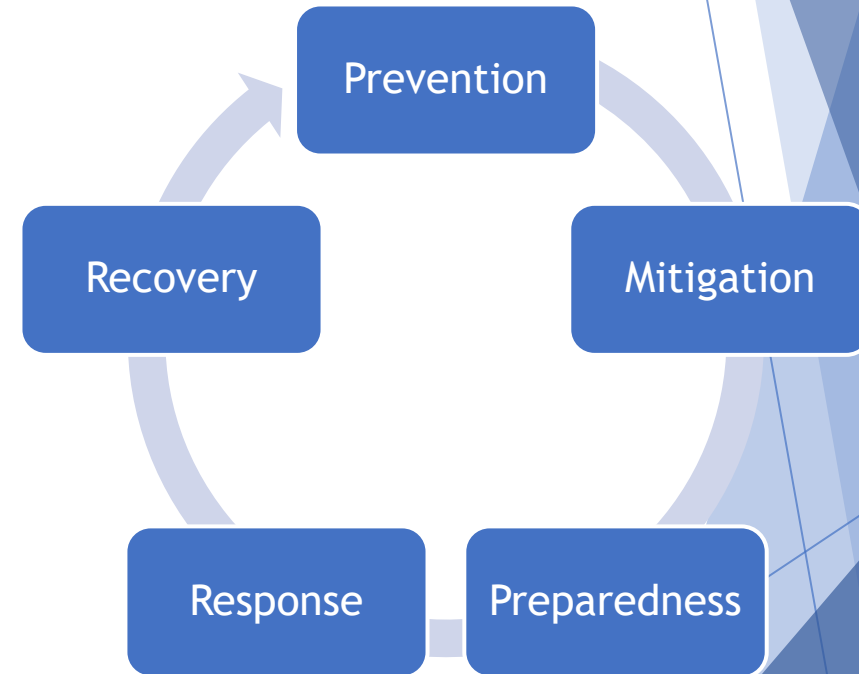 Prevention
Mitigation
Preparedness
Response
Recovery